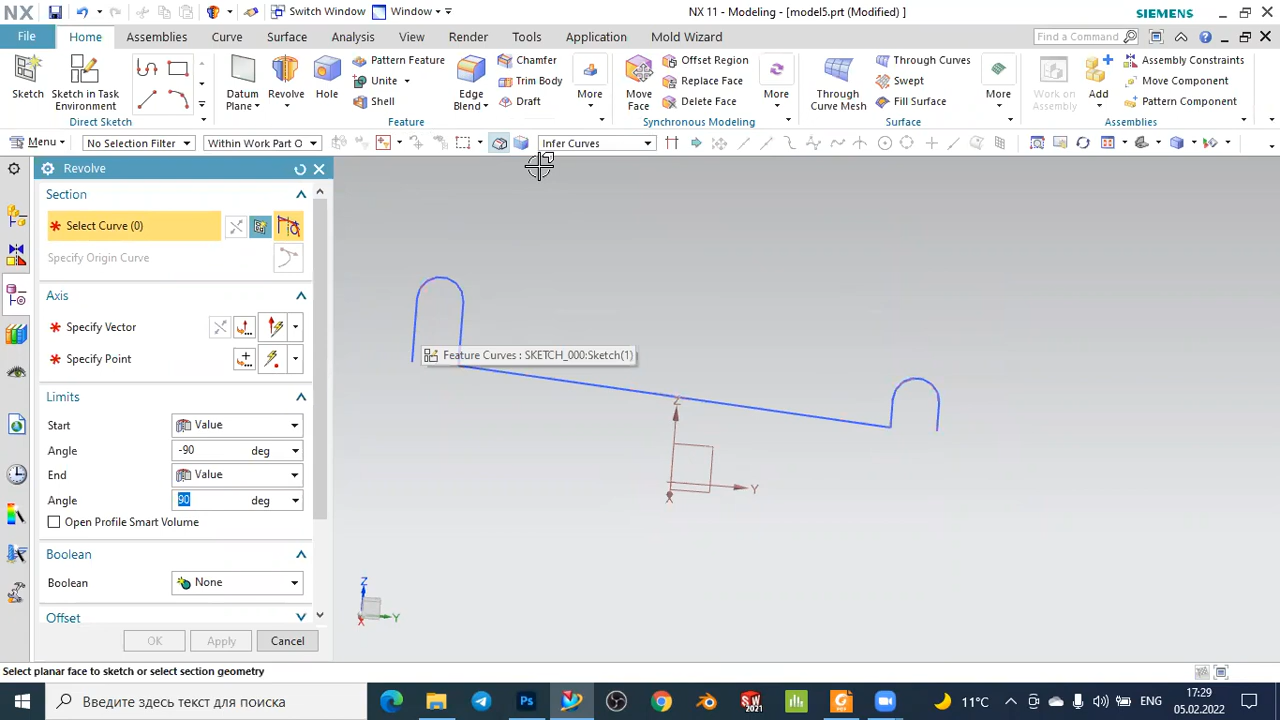 NX
Switch Window
Window
NX 11 - Modeling - [model5.prt (Modified) ]
SIEMENS
File
Home
Assemblies
Curve
Surface
Analysis
View
Render
Tools
Application
Mold Wizard
Find a Command
Sketch
Sketch in Task Environment
Direct Sketch
Datum Plane
Revolve
Hole
Pattern Feature
Unite
Shell
Edge Blend
Chamfer
Trim Body
Draft
More
Feature
Move Face
Offset Region
Replace Face
Delete Face
More
Synchronous Modeling
Through Curve Mesh
Through Curves
Swept
Fill Surface
More
Surface
Work on Assembly
Add
Assembly Constraints
Move Component
Pattern Component
Assemblies
Menu
No Selection Filter
Within Work Part O
Infer Curves
Revolve
Section
* Select Curve (0)
Specify Origin Curve
Axis
* Specify Vector
* Specify Point
Limits
Start
Value
Angle
-90
deg
End
Value
Angle
90
deg
Open Profile Smart Volume
Boolean
Boolean
None
Offset
OK
Apply
Cancel
Feature Curves : SKETCH_000:Sketch(1)
Z
Y
X
Z
Y
X
Select planar face to sketch or select section geometry
Введите здесь текст для поиска
Ps
SW
2021
11°C
ENG
17:29
05.02.2022